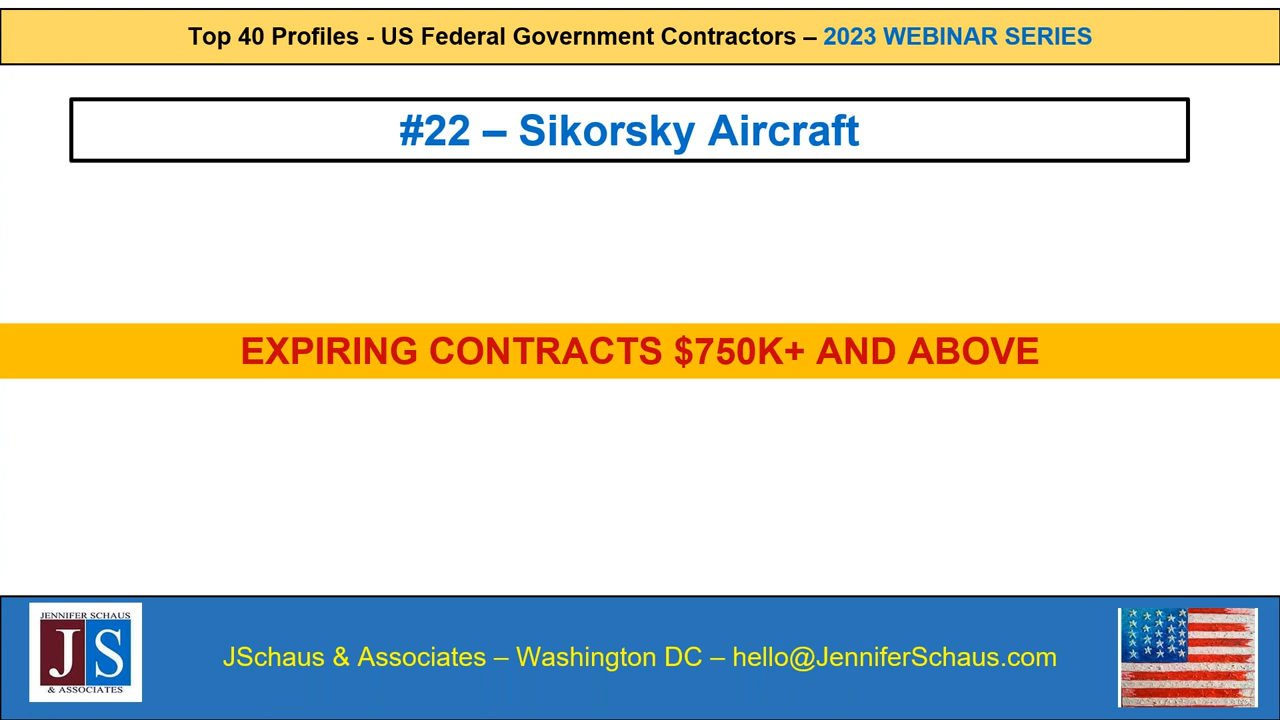 Top 40 Profiles - US Federal Government Contractors – 2023 WEBINAR SERIES
#22 – Sikorsky Aircraft
EXPIRING CONTRACTS $750K+ AND ABOVE
JENNIFER SCHAUS
JS
& ASSOCIATES
JSchaus & Associates – Washington DC – hello@JenniferSchaus.com